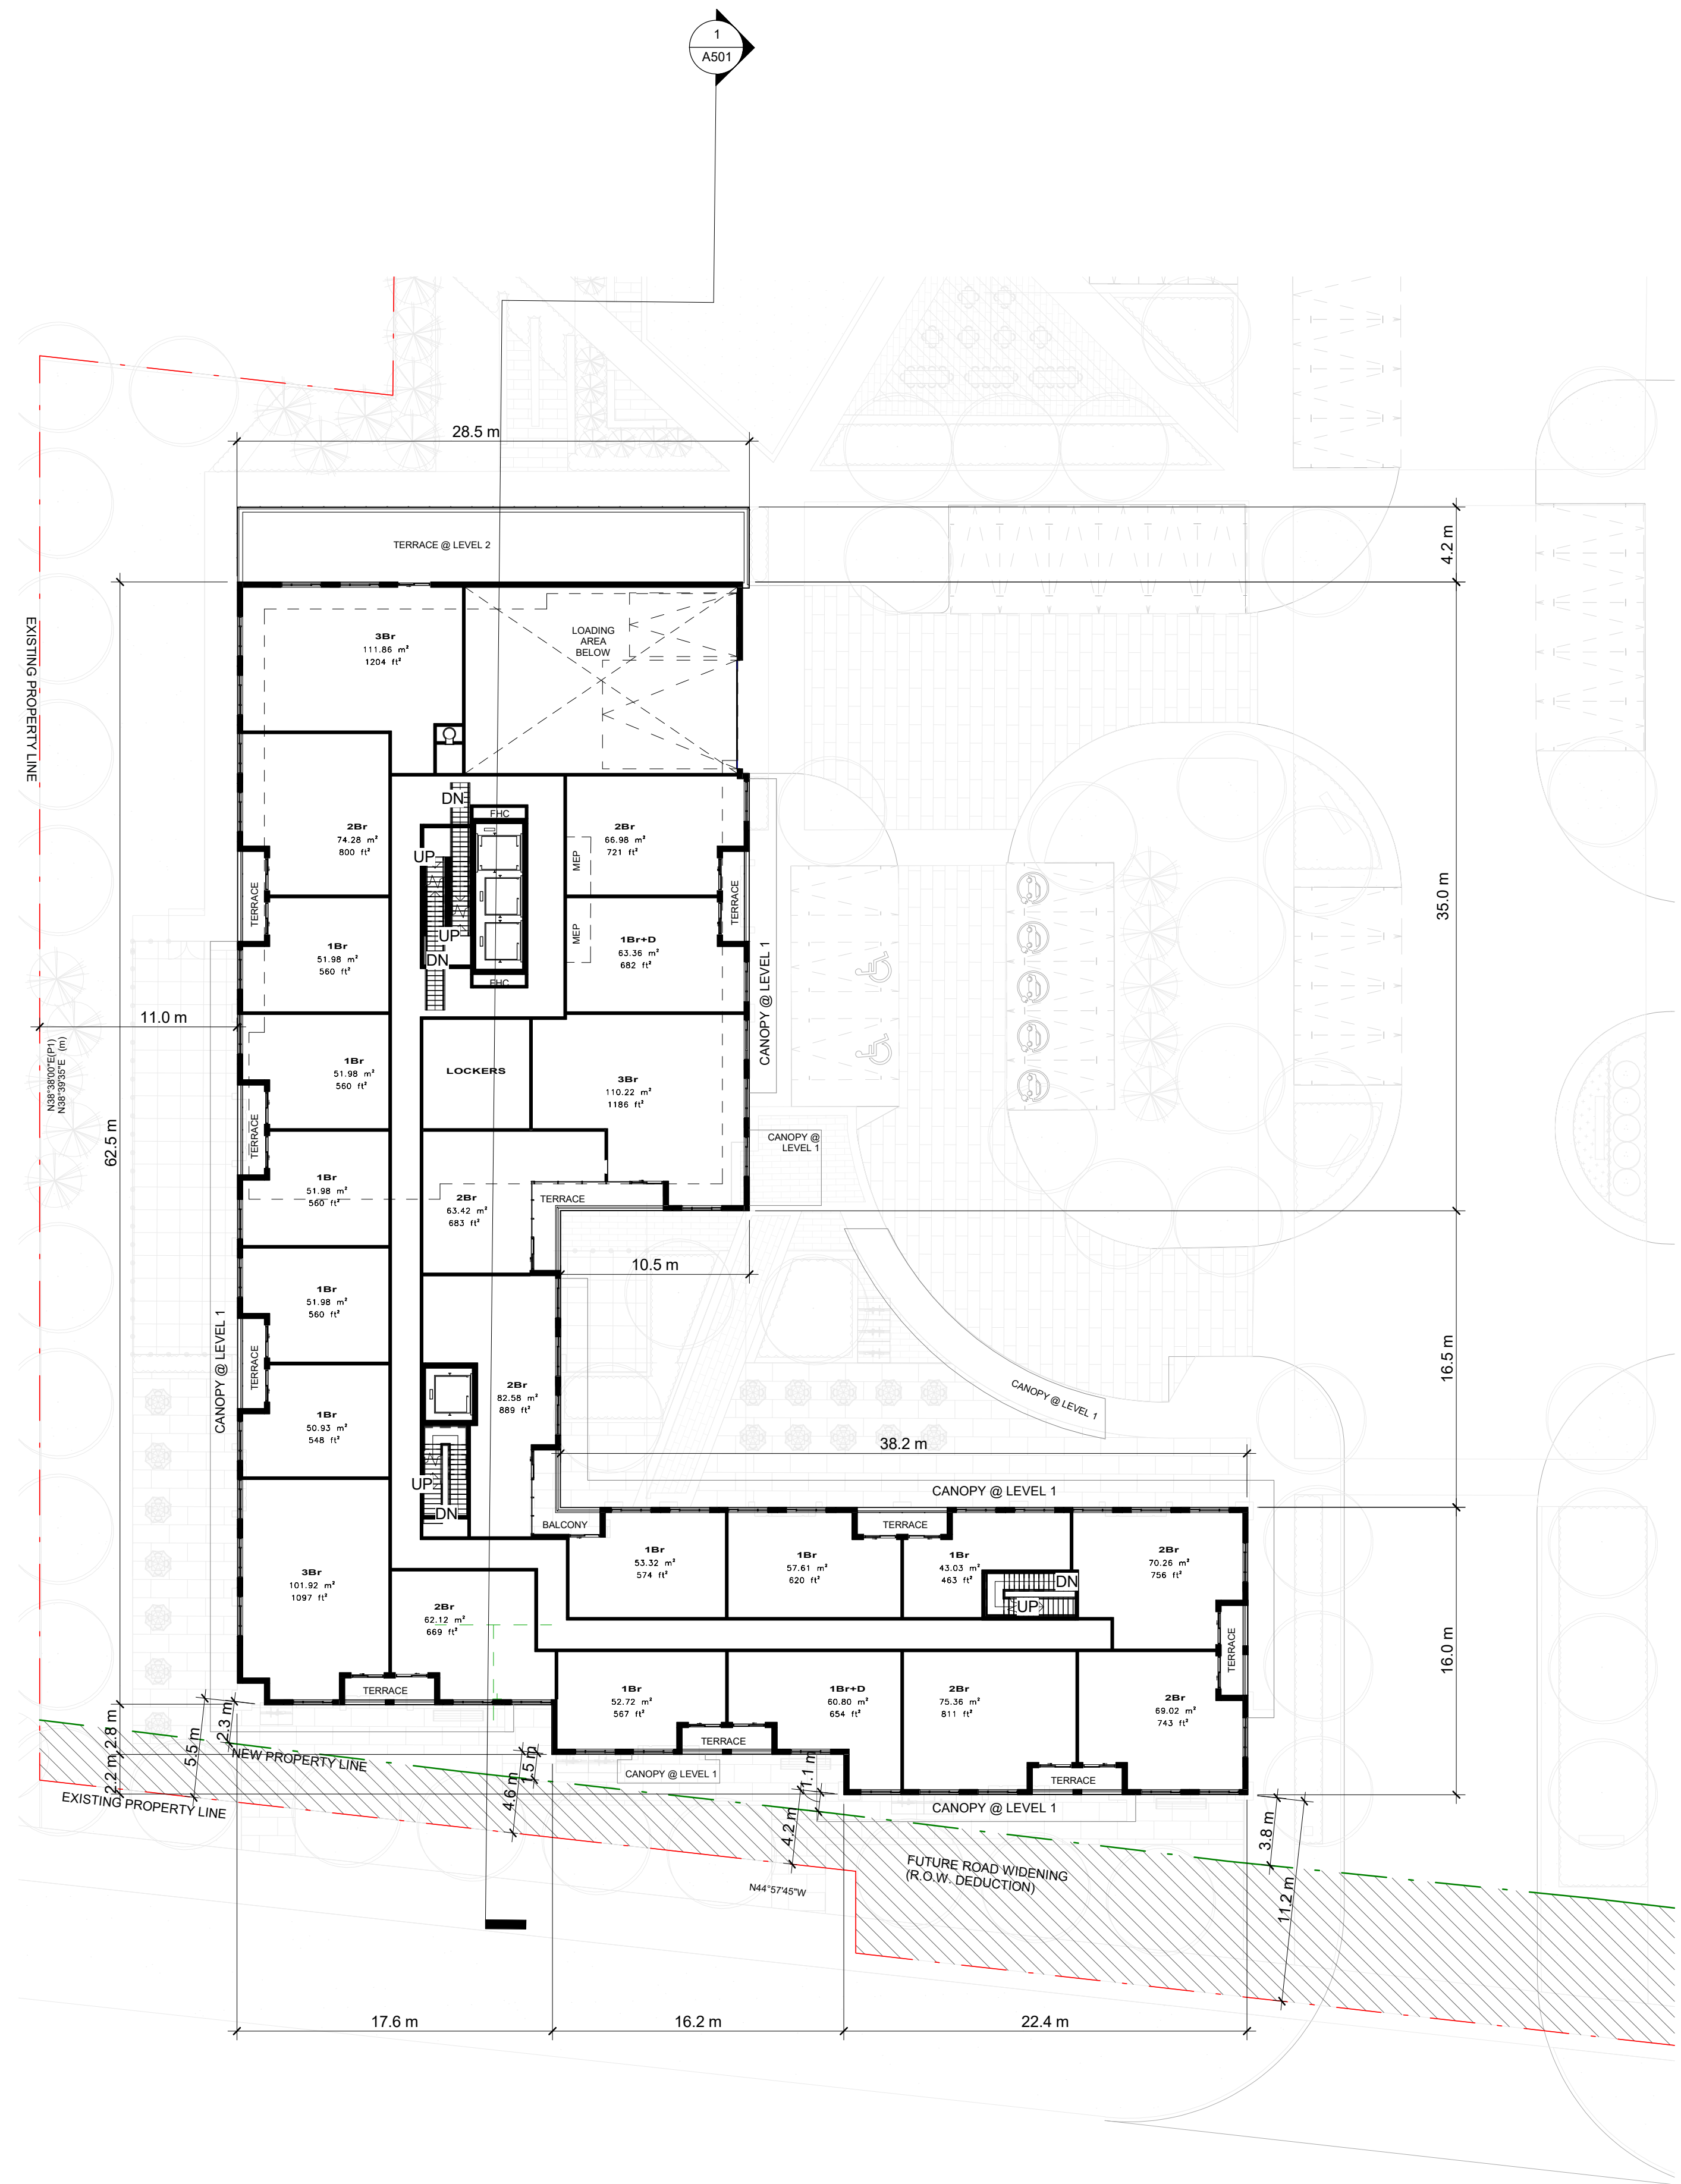 1
A501
28.5 m
TERRACE @ LEVEL 2
4.2 m
EXISTING PROPERTY LINE
3Br
111.86 m²
1204 ft²
LOADING
AREA
BELOW
35.0 m
DN
FHC
2Br
74.28 m²
800 ft²
UP
MEP
2Br
66.98 m²
721 ft²
TERRACE
TERRACE
1Br
51.98 m²
560 ft²
UP
DN
FHC
MEP
1Br+D
63.36 m²
682 ft²
CANOPY @ LEVEL 1
11.0 m
N38°38'00"E(P1)
N38°39'35"E (m)
1Br
51.98 m²
560 ft²
LOCKERS
3Br
110.22 m²
1186 ft²
62.5 m
TERRACE
CANOPY @
LEVEL 1
1Br
51.98 m²
560 ft²
2Br
63.42 m²
683 ft²
TERRACE
10.5 m
1Br
51.98 m²
560 ft²
16.5 m
CANOPY @ LEVEL 1
TERRACE
2Br
82.58 m²
889 ft²
CANOPY @ LEVEL 1
1Br
50.93 m²
548 ft²
38.2 m
UP
DN
CANOPY @ LEVEL 1
BALCONY
TERRACE
1Br
53.32 m²
574 ft²
1Br
57.61 m²
620 ft²
1Br
43.03 m²
463 ft²
2Br
70.26 m²
756 ft²
DN
UP
3Br
101.92 m²
1097 ft²
2Br
62.12 m²
669 ft²
16.0 m
TERRACE
TERRACE
1Br
52.72 m²
567 ft²
1Br+D
60.80 m²
654 ft²
2Br
75.36 m²
811 ft²
2Br
69.02 m²
743 ft²
2.8 m
2.2 m
5.5 m
2.3 m
NEW PROPERTY LINE
EXISTING PROPERTY LINE
TERRACE
1.5 m
4.6 m
CANOPY @ LEVEL 1
1.1 m
4.2 m
TERRACE
CANOPY @ LEVEL 1
3.8 m
11.2 m
FUTURE ROAD WIDENING
(R.O.W. DEDUCTION)
N44°57'45"W
17.6 m
16.2 m
22.4 m